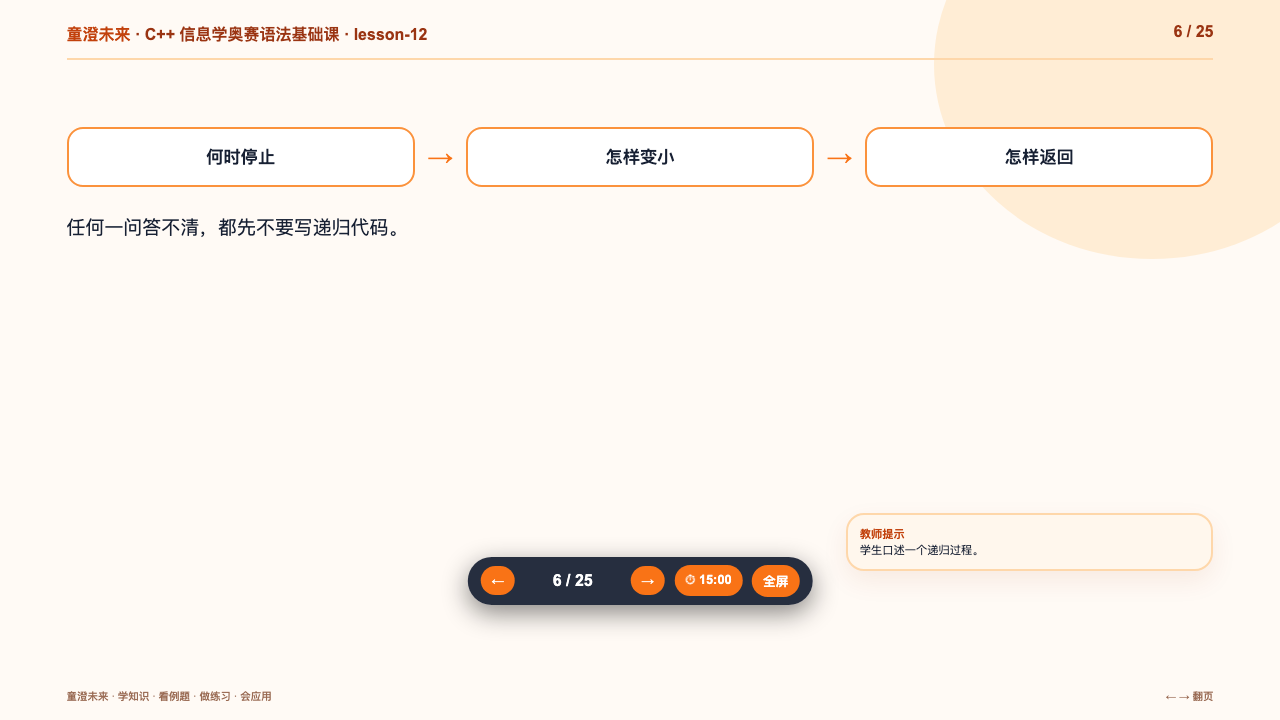 童澄未来 · C++ 信息学奥赛语法基础课 · lesson-12
6 / 25
何时停止 → 怎样变小 → 怎样返回
任何一问答不清，都先不要写递归代码。
教师提示
学生口述一个递归过程。
← 6 / 25 → ⏱ 15:00 全屏
童澄未来 · 学知识 · 看例题 · 做练习 · 会应用
←→ 翻页